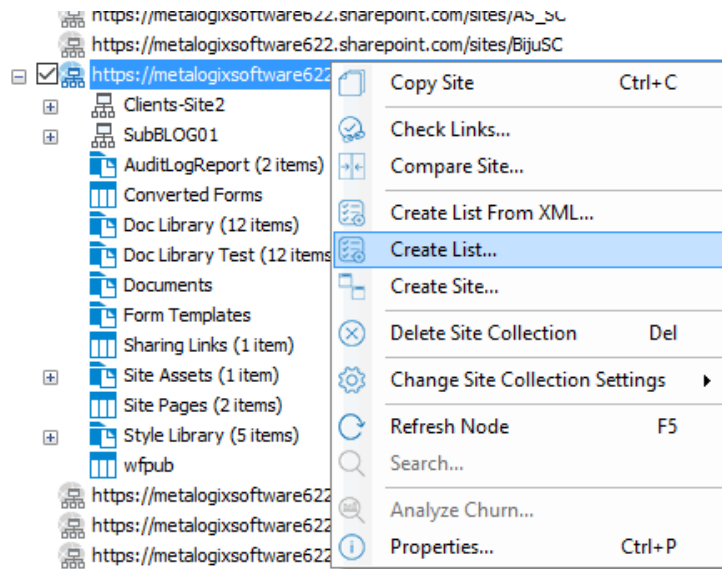 https://metalogixsoftware622.sharepoint.com/sites/AS_SC
https://metalogixsoftware622.sharepoint.com/sites/BijuSC
https://metalogixsoftware622
Clients-Site2
SubBLOG01
AuditLogReport (2 items)
Converted Forms
Doc Library (12 items)
Doc Library Test (12 items
Documents
Form Templates
Sharing Links (1 item)
Site Assets (1 item)
Site Pages (2 items)
Style Library (5 items)
wfpub
https://metalogixsoftware622
https://metalogixsoftware622
https://metalogixsoftware622
Copy Site Ctrl+C
Check Links...
Compare Site...
Create List From XML...
Create List...
Create Site...
Delete Site Collection Del
Change Site Collection Settings
Refresh Node F5
Search...
Analyze Churn...
Properties... Ctrl+P